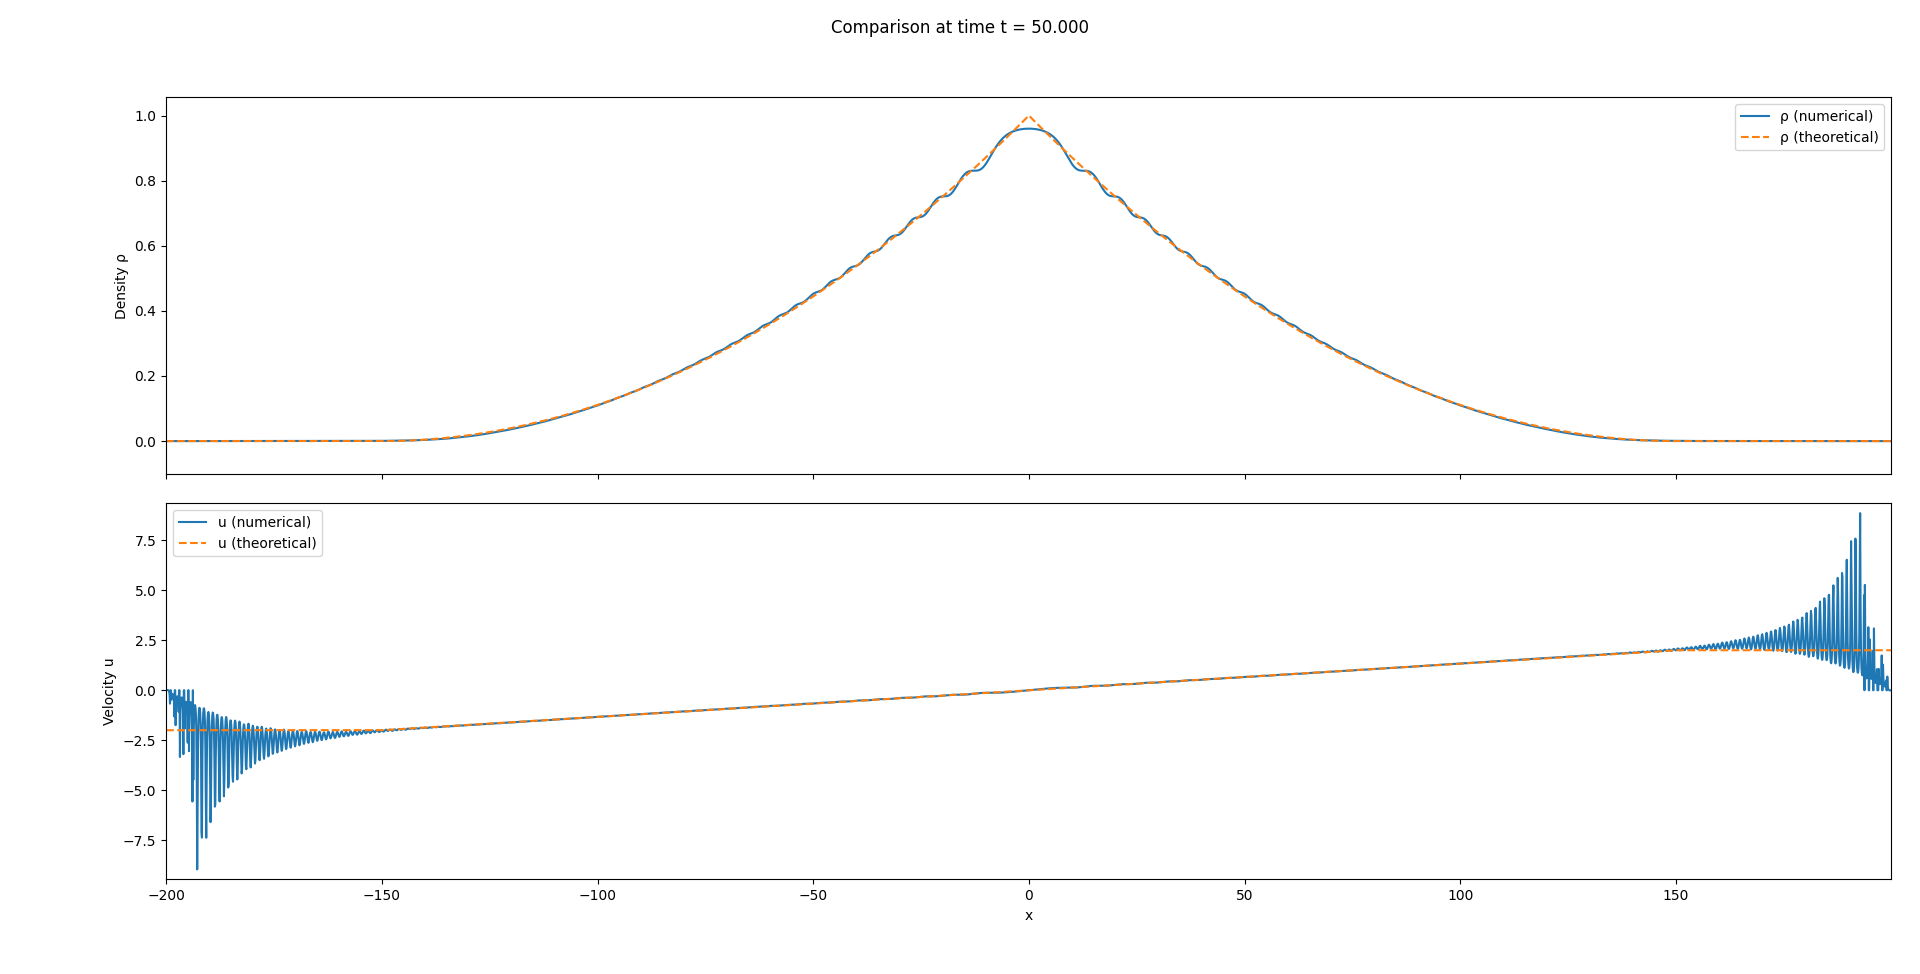 Comparison at time t = 50.000
1.0
0.8
0.6
0.4
0.2
0.0
Density ρ
ρ (numerical)
ρ (theoretical)
7.5
5.0
2.5
0.0
−2.5
−5.0
−7.5
Velocity u
u (numerical)
u (theoretical)
−200
−150
−100
−50
0
50
100
150
x